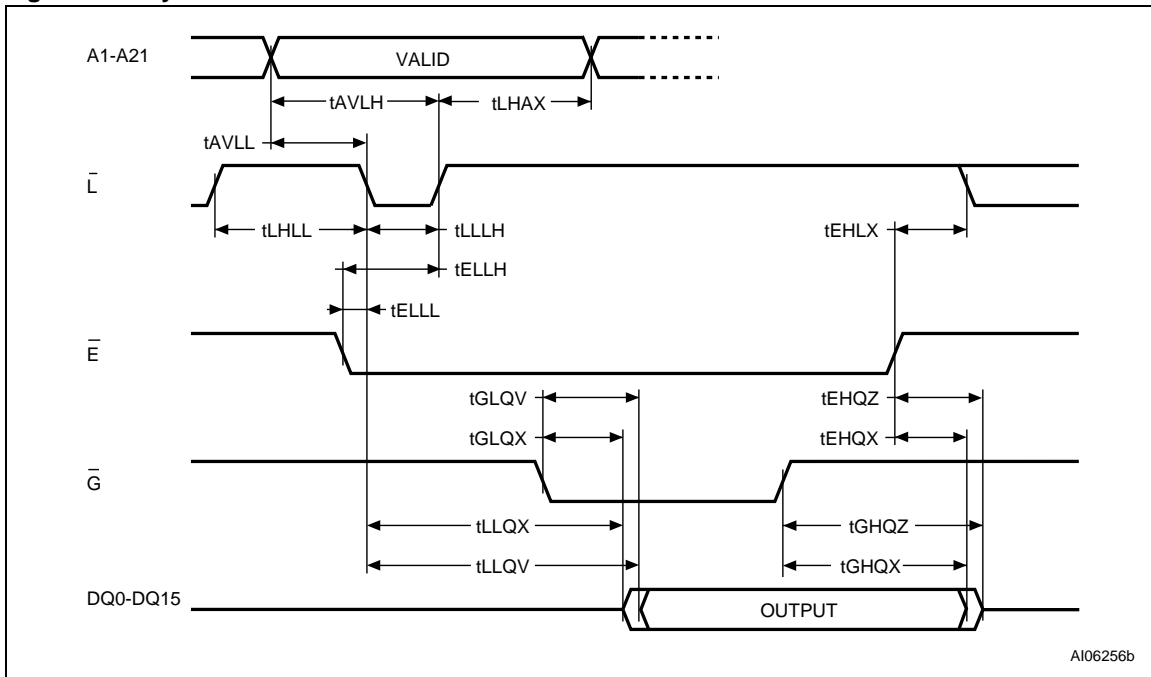 A1-A21
VALID
tAVLH
tLHAX
tAVLL
L̅
tLHLL
tLLLH
tEHLX
tELLH
tELLL
E̅
tGLQV
tEHQZ
tGLQX
tEHQX
G̅
tLLQX
tGHQZ
tLLQV
tGHQX
DQ0-DQ15
OUTPUT
AI06256b